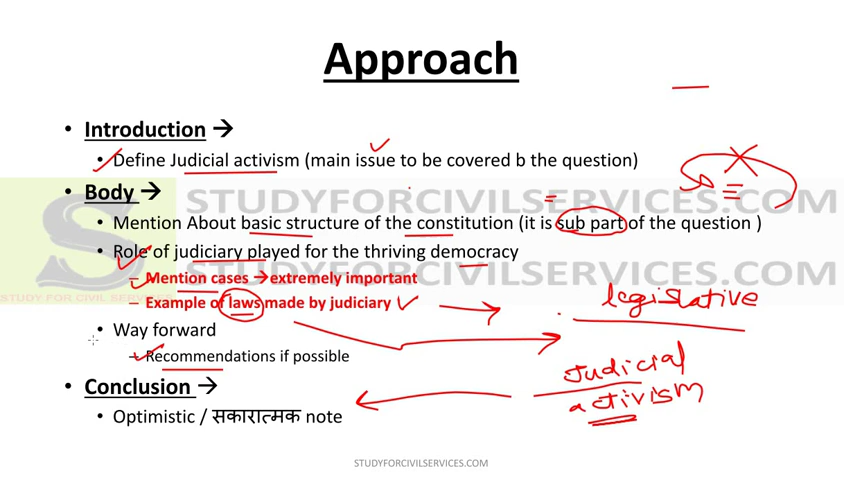 Approach
• Introduction →
• Define Judicial activism (main issue to be covered b the question)
• Body →
STUDYFORCIVILSERVICES.COM
Mention About basic structure of the constitution (it is sub part of the question )
• Role of judiciary played for the thriving democracy
STUDYFORCIVILSERVICES.COM
– Mention cases → extremely important
STUDY FOR CIVIL SERVICES
– Example of laws made by judiciary
legislative
• Way forward
– Recommendations if possible
Judicial
activism
• Conclusion →
• Optimistic / सकारात्मक note
STUDYFORCIVILSERVICES.COM